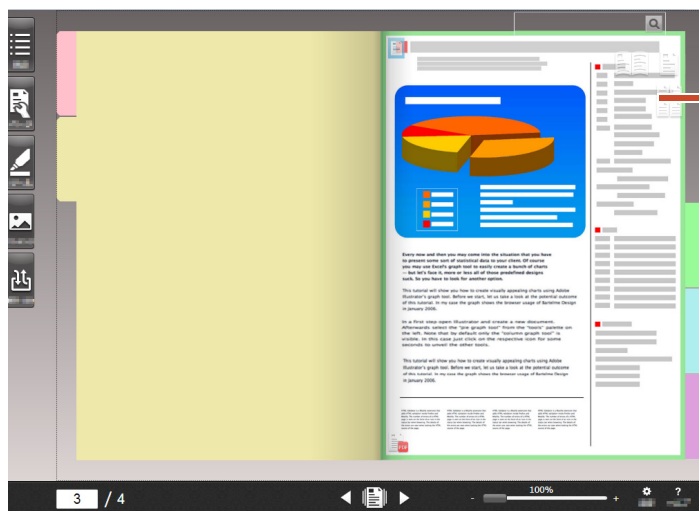 Every now and then you may come into the situation that you have
to present some sort of statistical data to your client. Of course
you may use Excel's graph tool to easily create a bunch of charts
— but let's face it, more or less all of those predefined designs
suck. So you have to look for another option.
This tutorial will show you how to create visually appealing charts using Adobe
Illustrator's graph tool. Before we start, let us take a look at the potential outcome
of this tutorial. In my case the graph shows the browser usage of Bartelme Design
in January 2006.
In a first step open Illustrator and create a new document.
Afterwards select the "pie graph tool" from the "tools" palette on
the left. Note that by default only the "column graph tool" is
visible. In this case just click on the respective icon for some
seconds to unveil the other tools.
This tutorial will show you how to create visually appealing charts using Adobe
Illustrator's graph tool. Before we start, let us take a look at the potential outcome
of this tutorial. In my case the graph shows the browser usage of Bartelme Design
in January 2006.
3 / 4
- 100% +
?